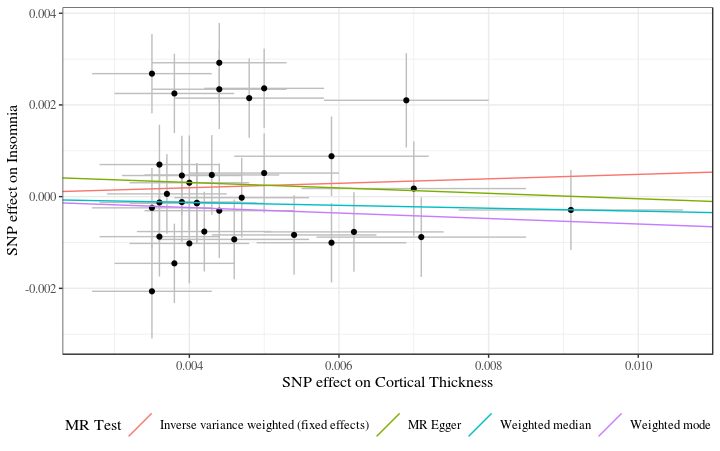 0.004
0.002
0.000
-0.002
SNP effect on Insomnia
0.004
0.006
0.008
0.010
SNP effect on Cortical Thickness
MR Test Inverse variance weighted (fixed effects) MR Egger Weighted median Weighted mode